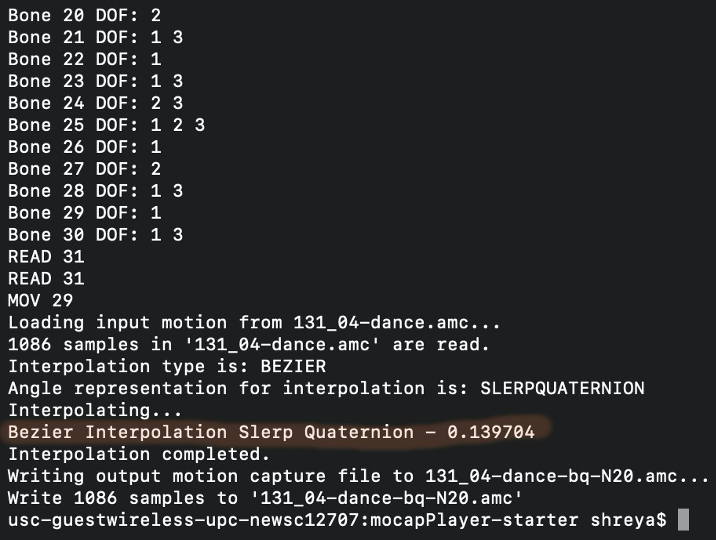 Bone 20 DOF: 2
Bone 21 DOF: 1 3
Bone 22 DOF: 1
Bone 23 DOF: 1 3
Bone 24 DOF: 2 3
Bone 25 DOF: 1 2 3
Bone 26 DOF: 1
Bone 27 DOF: 2
Bone 28 DOF: 1 3
Bone 29 DOF: 1
Bone 30 DOF: 1 3
READ 31
READ 31
MOV 29
Loading input motion from 131_04-dance.amc...
1086 samples in '131_04-dance.amc' are read.
Interpolation type is: BEZIER
Angle representation for interpolation is: SLERPQUATERNION
Interpolating...
Bezier Interpolation Slerp Quaternion - 0.139704
Interpolation completed.
Writing output motion capture file to 131_04-dance-bq-N20.amc...
Write 1086 samples to '131_04-dance-bq-N20.amc'
usc-guestwireless-upc-newsc12707:mocapPlayer-starter shreya$